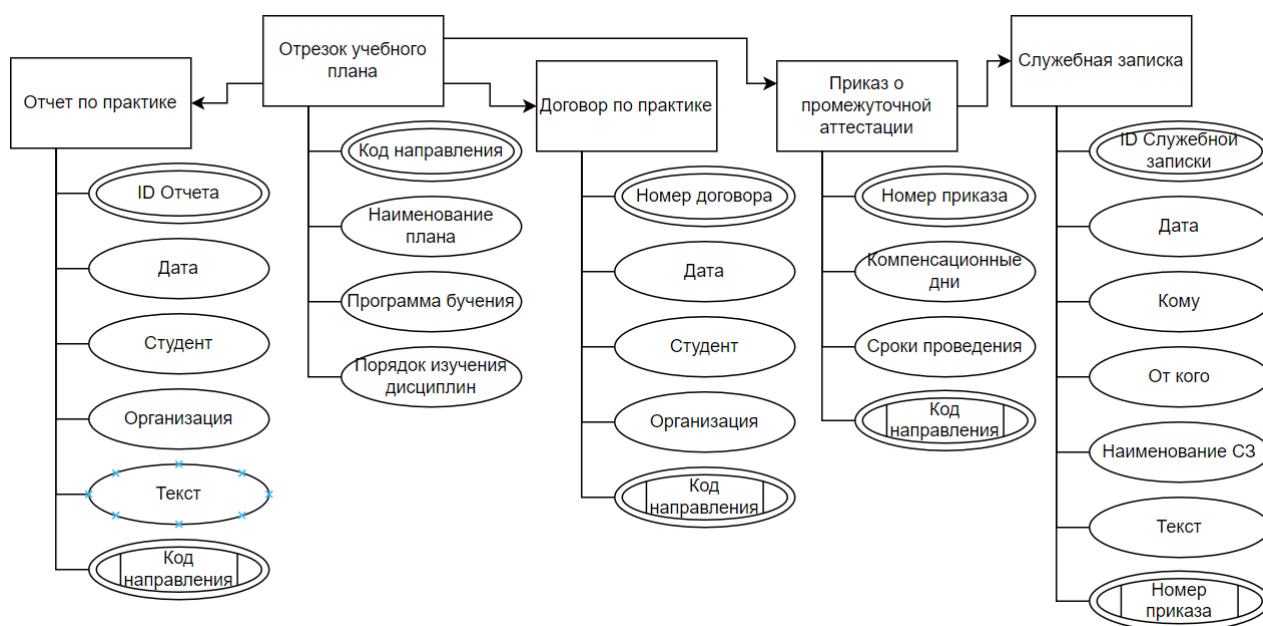 Отчет по практике
ID Отчета
Дата
Студент
Организация
Текст
Код
направления
Отрезок учебного
плана
Код направления
Наименование
плана
Программа бучения
Порядок изучения
дисциплин
Договор по практике
Номер договора
Дата
Студент
Организация
Код
направления
Приказ о
промежуточной
аттестации
Номер приказа
Компенсационные
дни
Сроки проведения
Код
направления
Служебная записка
ID Служебной
записки
Дата
Кому
От кого
Наименование СЗ
Текст
Номер
приказа